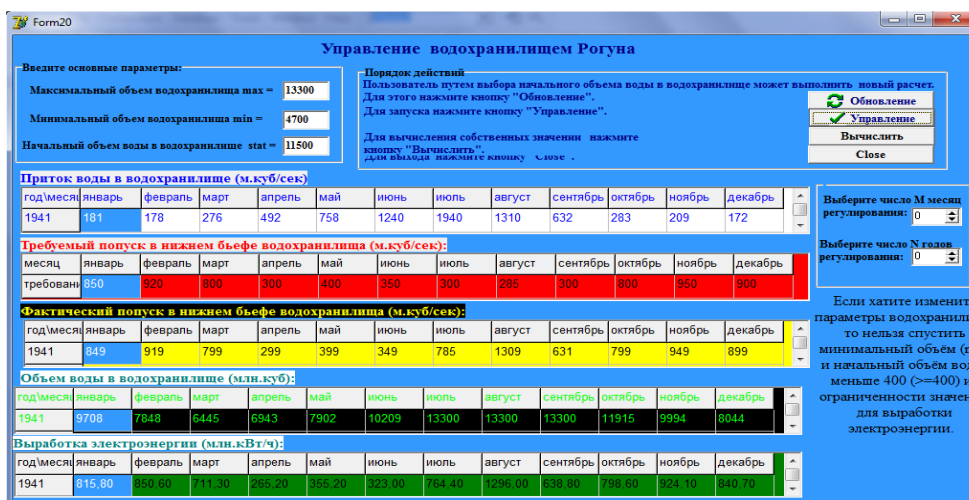 Form20
Управление водохранилищем Рогуна
Введите основные параметры:
Максимальный объем водохранилища max = 13300
Минимальный объем водохранилища min = 4700
Начальный объем воды в водохранилище stat = 11500
Порядок действий
Пользователь путем выбора начального объема воды в водохранилище может выполнить новый расчет.
Для этого нажмите кнопку "Обновление".
Для запуска нажмите кнопку "Управление".
Для вычисления собственных значении нажмите
кнопку "Вычислить".
Для выхода нажмите кнопку "Close".
Обновление
Управление
Вычислить
Close
Приток воды в водохранилище (м.куб/сек)
год\месяц январь февраль март апрель май июнь июль август сентябрь октябрь ноябрь декабрь
1941 181 178 276 492 758 1240 1940 1310 632 283 209 172
Требуемый попуск в нижнем бьефе водохранилища (м.куб/сек):
месяц январь февраль март апрель май июнь июль август сентябрь октябрь ноябрь декабрь
требовани 850 920 800 300 400 350 300 285 300 800 950 900
Фактический попуск в нижнем бьефе водохранилища (м.куб/сек):
год\месяц январь февраль март апрель май июнь июль август сентябрь октябрь ноябрь декабрь
1941 849 919 799 299 399 349 785 1309 631 799 949 899
Объем воды в водохранилище (млн.куб):
год\месяц январь февраль март апрель май июнь июль август сентябрь октябрь ноябрь декабрь
1941 9708 7848 6445 6943 7902 10209 13300 13300 13300 11915 9994 8044
Выработка электроэнергии (млн.кВт/ч):
год\месяц январь февраль март апрель май июнь июль август сентябрь октябрь ноябрь декабрь
1941 815,80 850,60 711,30 265,20 355,20 323,00 764,40 1296,00 638,80 798,60 924,10 840,70
Выберите число M месяц
регулирования: 0
Выберите число N годов
регулирования: 0
Если хатите изменить
параметры водохранили
то нельзя спустить
минимальный объём (m
и начальный объём вод
меньше 400 (>=400) и
ограниченности значен
для выработки
электроэнергии.